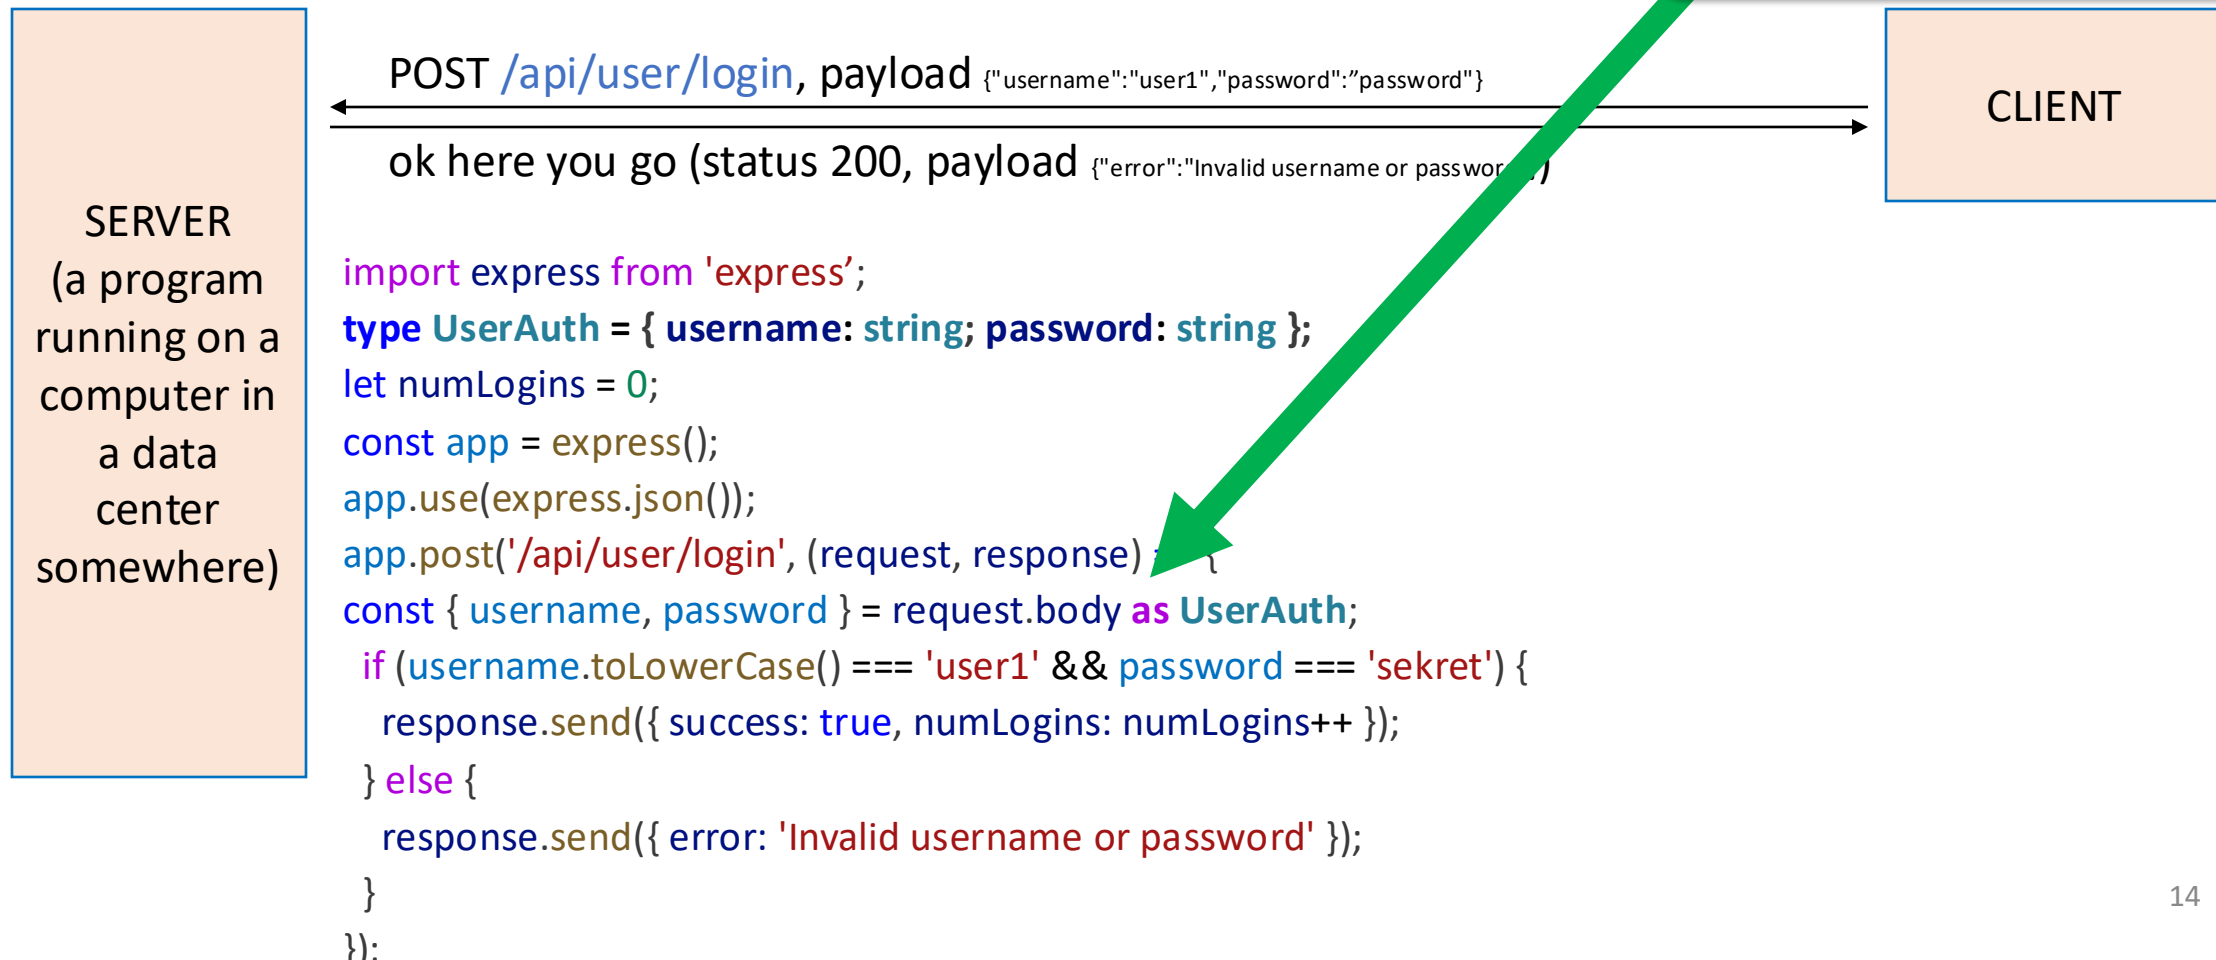 SERVER
(a program
running on a
computer in
a data
center
somewhere)
POST /api/user/login, payload {"username":"user1","password":”password"}
ok here you go (status 200, payload {"error":"Invalid username or passwor })
CLIENT
import express from 'express’;
type UserAuth = { username: string; password: string };
let numLogins = 0;
const app = express();
app.use(express.json());
app.post('/api/user/login', (request, response) {
const { username, password } = request.body as UserAuth;
if (username.toLowerCase() === 'user1' && password === 'sekret') {
response.send({ success: true, numLogins: numLogins++ });
} else {
response.send({ error: 'Invalid username or password' });
}
});
14